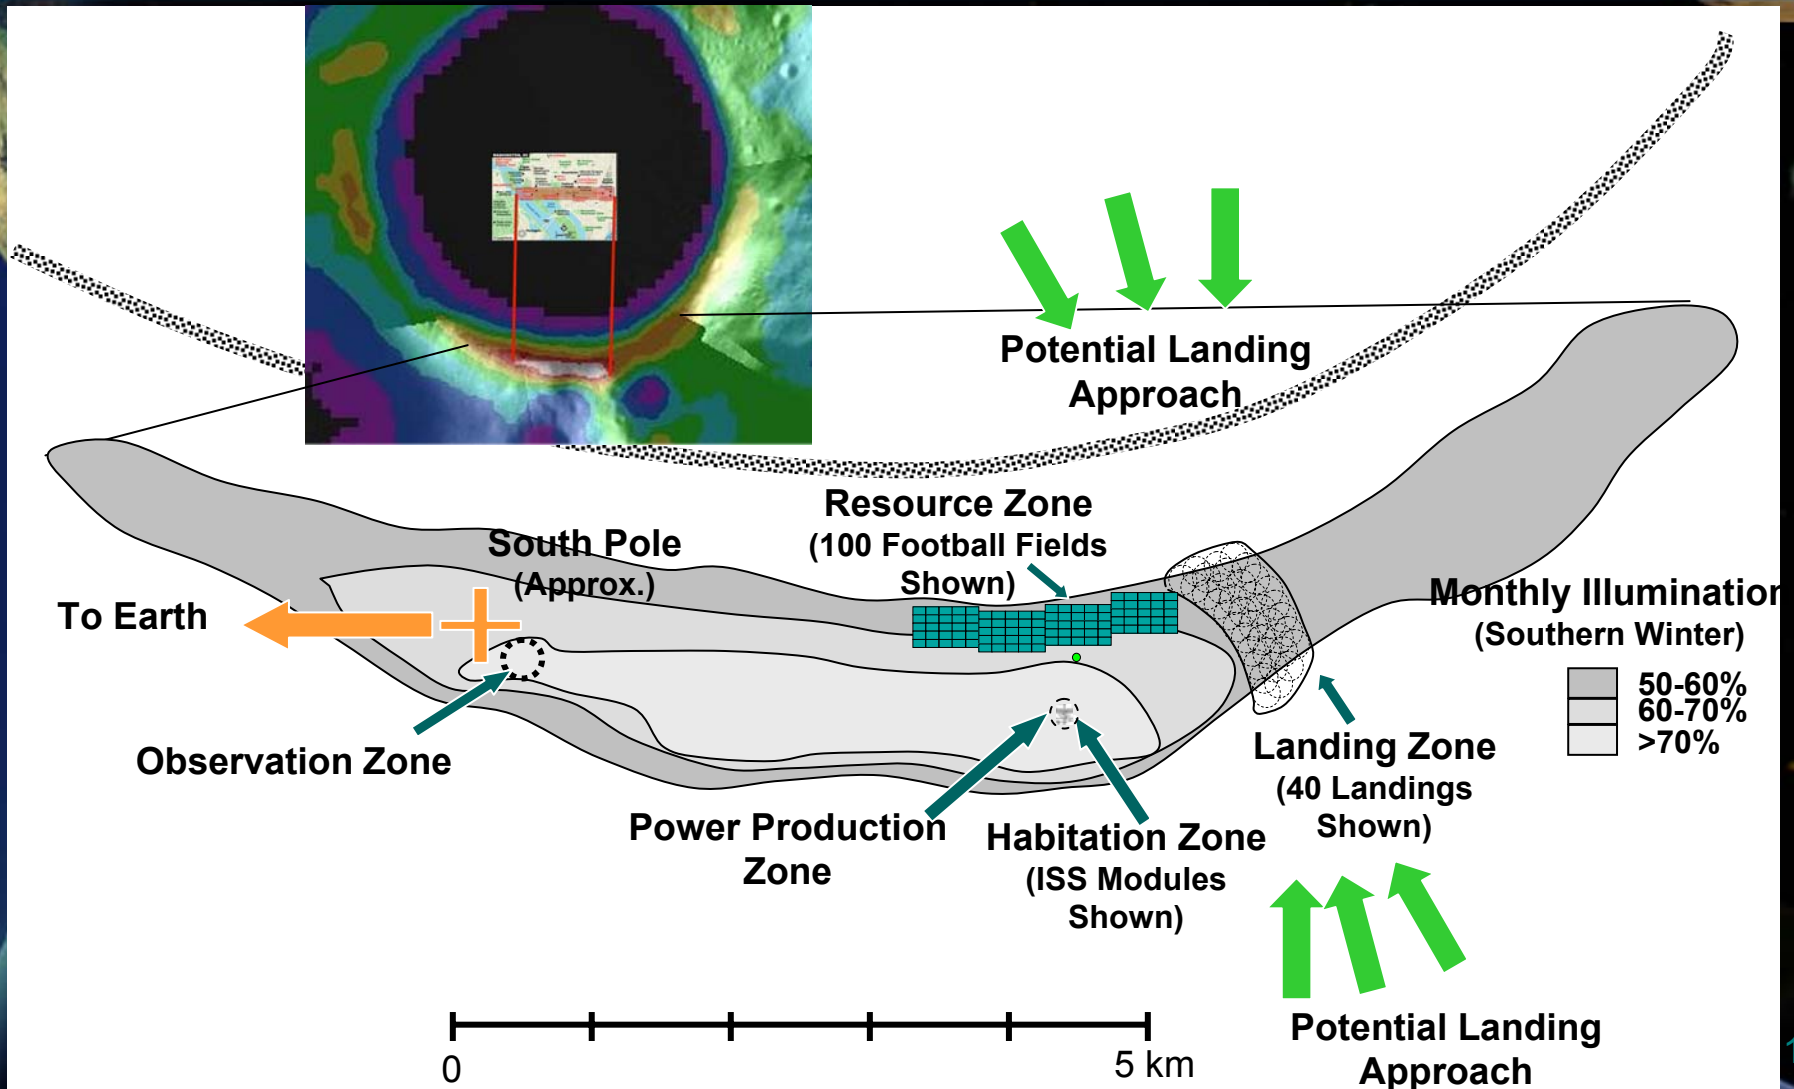 Potential Landing
Approach
Resource Zone
(100 Football Fields
Shown)
South Pole
(Approx.)
To Earth
Monthly Illumination
(Southern Winter)
50-60%
60-70%
>70%
Observation Zone
Landing Zone
(40 Landings
Shown)
Power Production
Zone
Habitation Zone
(ISS Modules
Shown)
0
5 km
Potential Landing
Approach